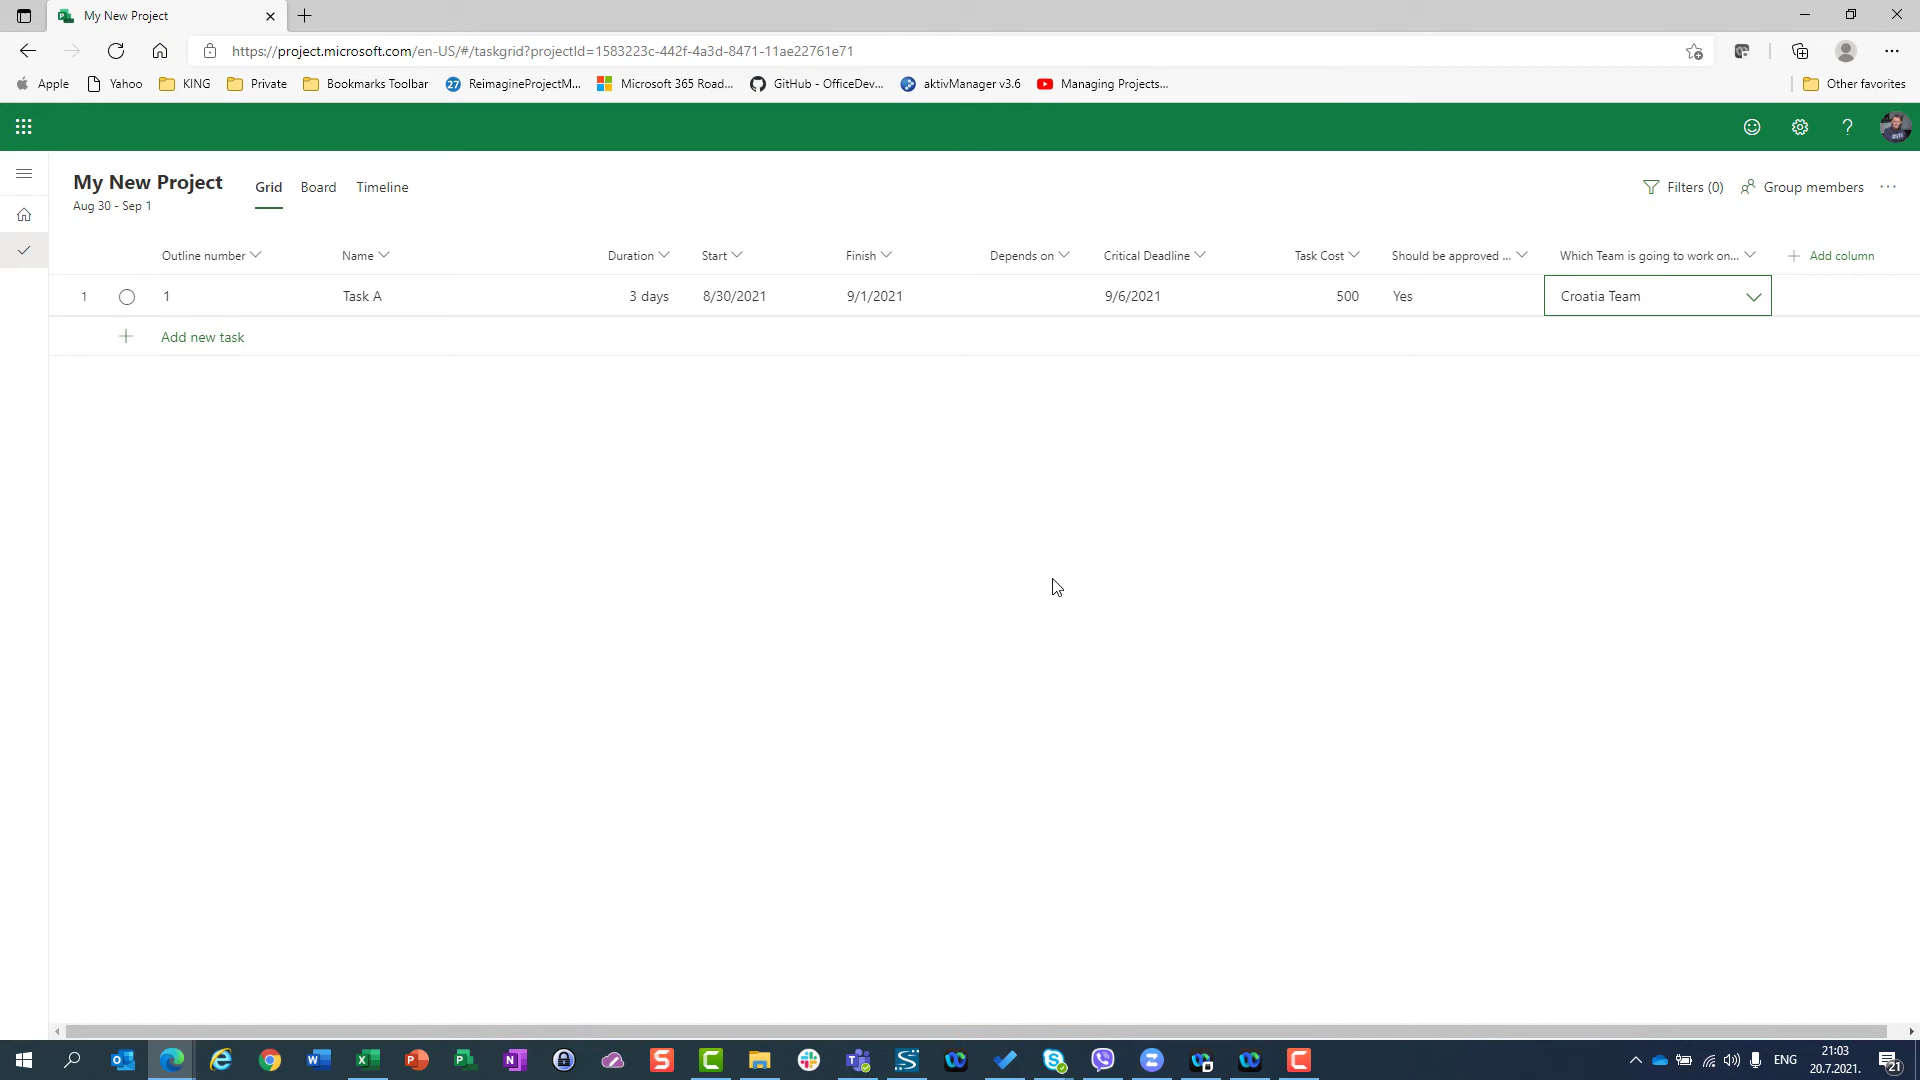 My New Project
https://project.microsoft.com/en-US/#/taskgrid?projectId=1583223c-442f-4a3d-8471-11ae22761e71
Apple Yahoo KING Private Bookmarks Toolbar 27 ReimagineProjectM... Microsoft 365 Road... GitHub - OfficeDev... aktivManager v3.6 Managing Projects... Other favorites
My New Project Grid Board Timeline Filters (0) Group members
Aug 30 - Sep 1
Outline number Name Duration Start Finish Depends on Critical Deadline Task Cost Should be approved ... Which Team is going to work on... Add column
1 1 Task A 3 days 8/30/2021 9/1/2021 9/6/2021 500 Yes Croatia Team
Add new task
ENG 21:03
20.7.2021. 21